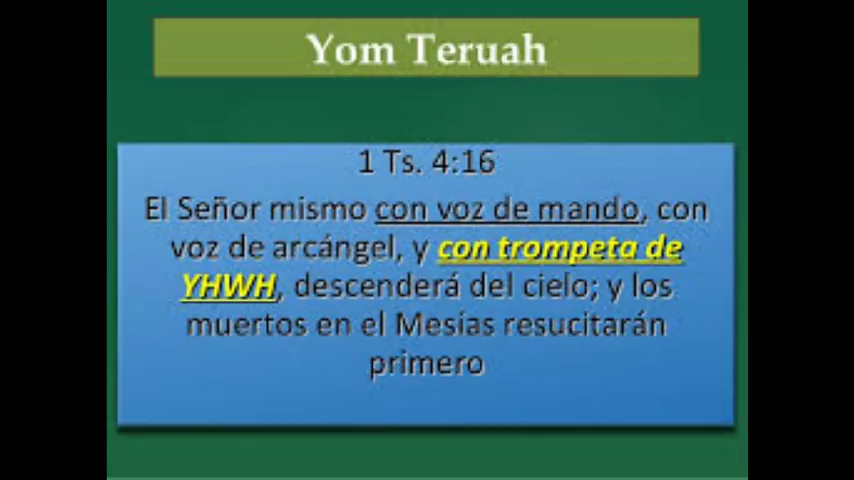 Yom Teruah
1 Ts. 4:16
El Señor mismo con voz de mando, con
voz de arcángel, y con trompeta de
YHWH, descenderá del cielo; y los
muertos en el Mesias resucitarán
primero